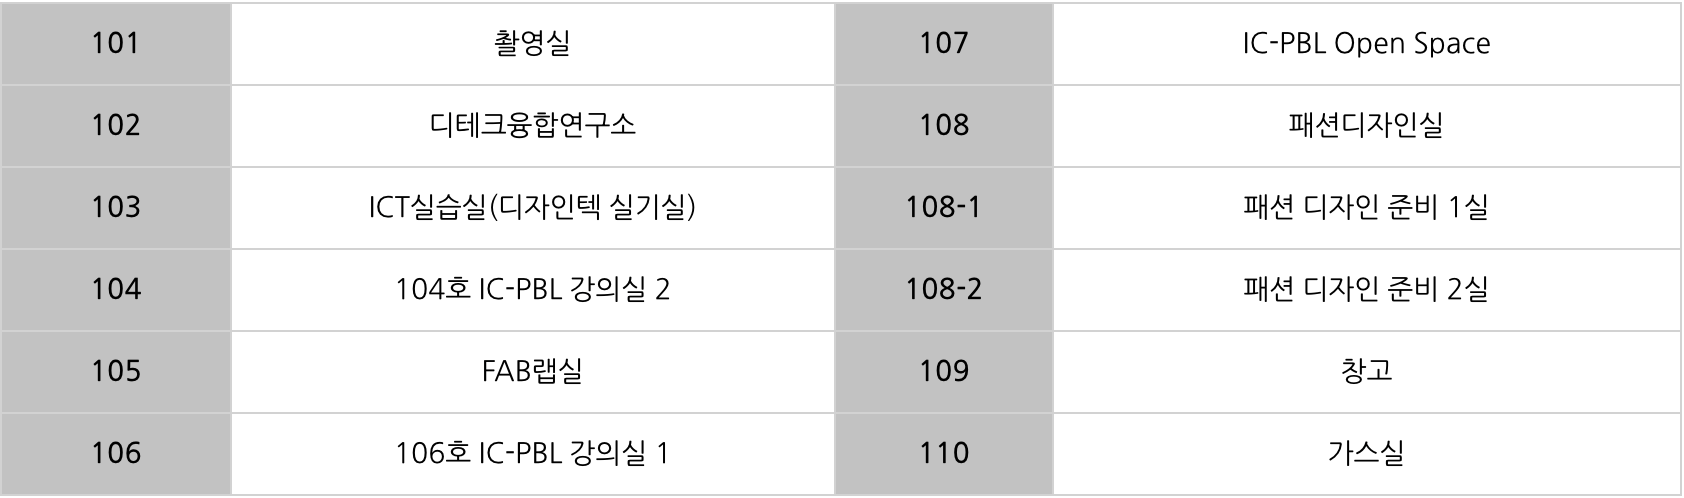 101 촬영실 107 IC-PBL Open Space
102 디테크융합연구소 108 패션디자인실
103 ICT실습실(디자인텍 실기실) 108-1 패션 디자인 준비 1실
104 104호 IC-PBL 강의실 2 108-2 패션 디자인 준비 2실
105 FAB랩실 109 창고
106 106호 IC-PBL 강의실 1 110 가스실